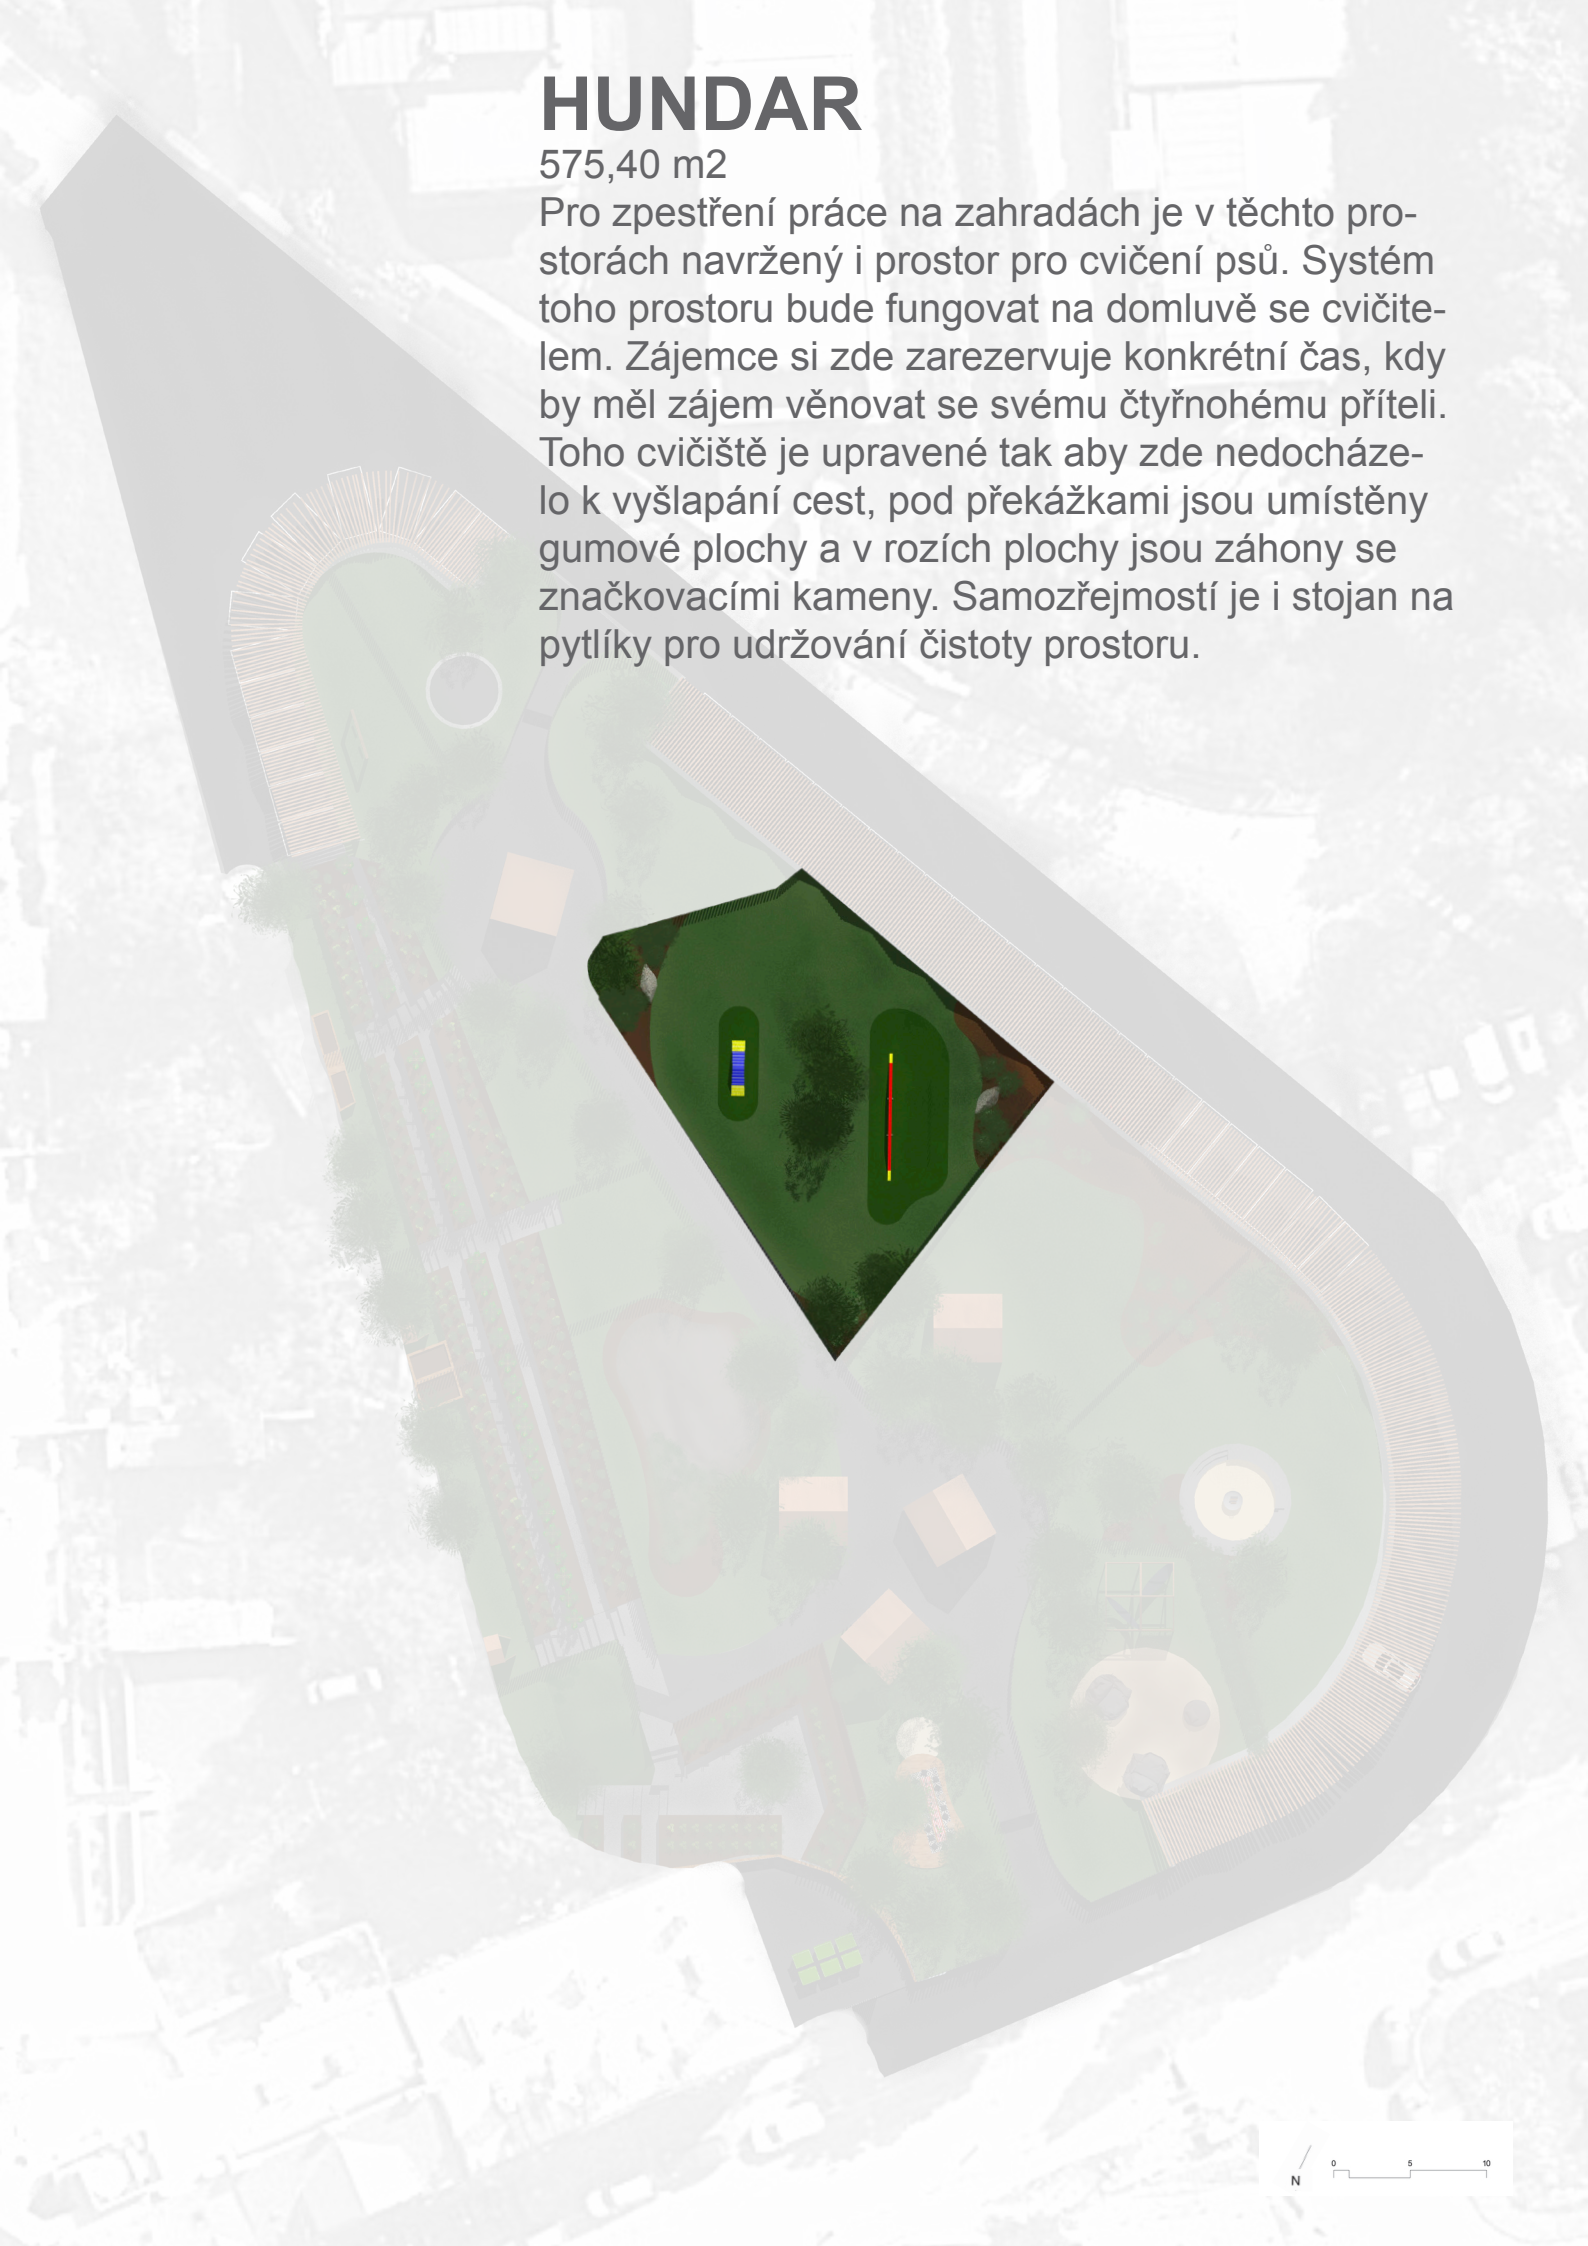 HUNDAR
575,40 m2
Pro zpestření práce na zahradách je v těchto pro-
storách navržený i prostor pro cvičení psů. Systém
toho prostoru bude fungovat na domluvě se cvičite-
lem. Zájemce si zde zarezervuje konkrétní čas, kdy
by měl zájem věnovat se svému čtyřnohému příteli.
Toho cvičiště je upravené tak aby zde nedocháze-
lo k vyšlapání cest, pod překážkami jsou umístěny
gumové plochy a v rozích plochy jsou záhony se
značkovacími kameny. Samozřejmostí je i stojan na
pytlíky pro udržování čistoty prostoru.
N 0 5 10